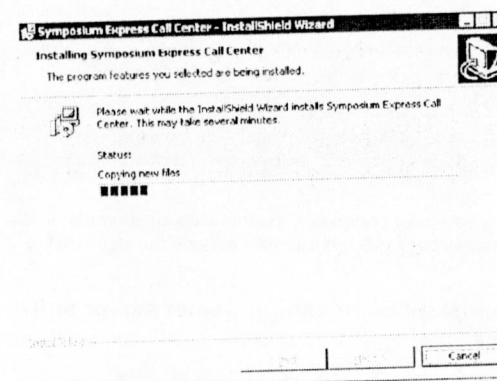 Symposium Express Call Center - InstallShield Wizard
Installing Symposium Express Call Center
The program features you selected are being installed.
Please wait while the InstallShield Wizard installs Symposium Express Call
Center. This may take several minutes.
Status:
Copying new files
Cancel